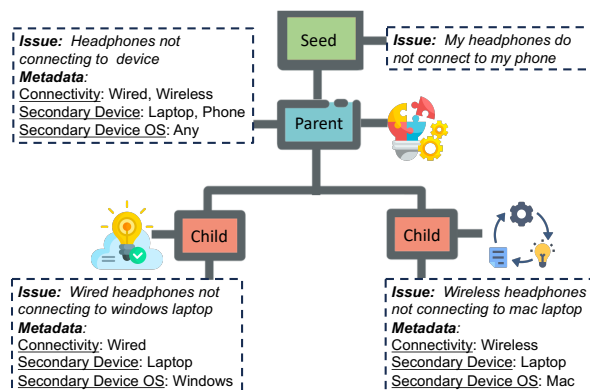 Issue: Headphones not
connecting to device
Metadata:
Connectivity: Wired, Wireless
Secondary Device: Laptop, Phone
Secondary Device OS: Any
Seed
Issue: My headphones do
not connect to my phone
Parent
Child
Child
Issue: Wired headphones not
connecting to windows laptop
Metadata:
Connectivity: Wired
Secondary Device: Laptop
Secondary Device OS: Windows
Issue: Wireless headphones
not connecting to mac laptop
Metadata:
Connectivity: Wireless
Secondary Device: Laptop
Secondary Device OS: Mac